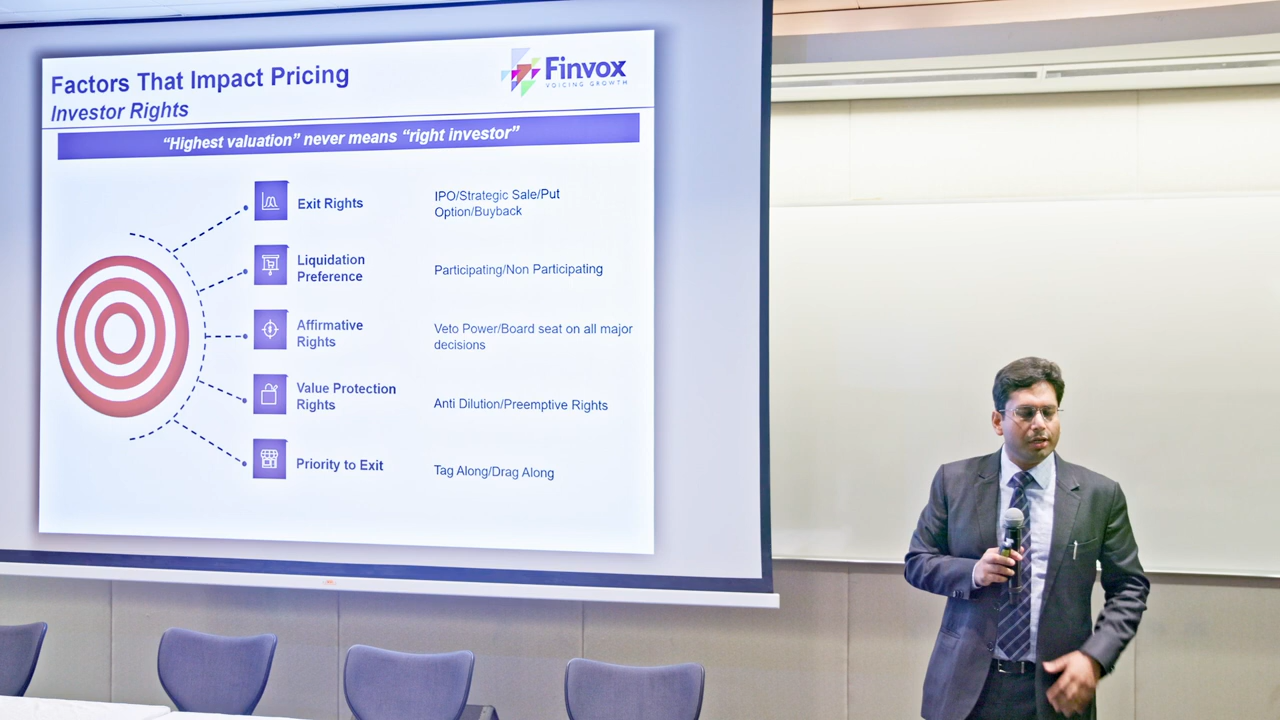 Factors That Impact Pricing
Investor Rights
Finvox
VOICING GROWTH
“Highest valuation” never means “right investor”
Exit Rights
IPO/Strategic Sale/Put
Option/Buyback
Liquidation
Preference
Participating/Non Participating
Affirmative
Rights
Veto Power/Board seat on all major
decisions
Value Protection
Rights
Anti Dilution/Preemptive Rights
Priority to Exit
Tag Along/Drag Along